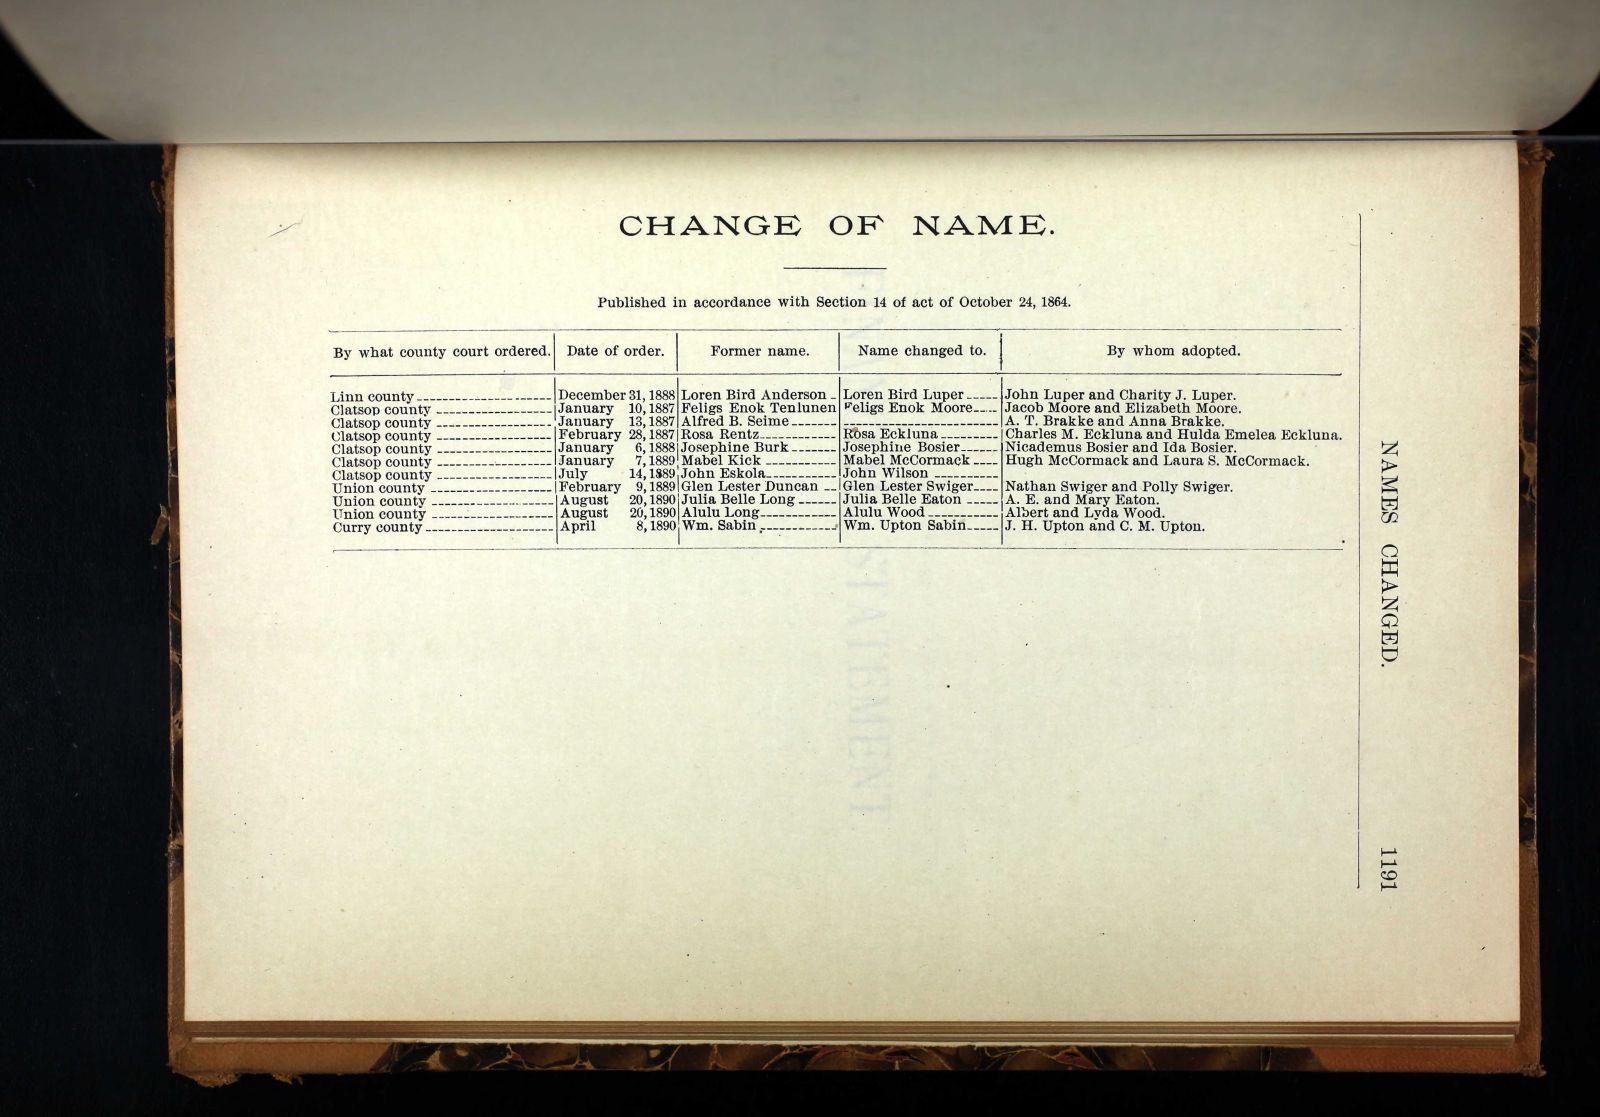 CHANGE OF NAME.
Published in accordance with Section 14 of act of October 24, 1864.
By what county court ordered. Date of order. Former name. Name changed to. By whom adopted.
Linn county December 31, 1888 Loren Bird Anderson Loren Bird Luper John Luper and Charity J. Luper.
Clatsop county January 10, 1887 Feligs Enok Tenlunen Feligs Enok Moore Jacob Moore and Elizabeth Moore.
Clatsop county January 13, 1887 Alfred B. Seime A. T. Brakke and Anna Brakke.
Clatsop county February 28, 1887 Rosa Rentz Rosa Eckluna Charles M. Eckluna and Hulda Emelea Eckluna.
Clatsop county January 6, 1888 Josephine Burk Josephine Bosier Nicademus Bosier and Ida Bosier.
Clatsop county January 7, 1889 Mabel Kick Mabel McCormack Hugh McCormack and Laura S. McCormack.
Clatsop county July 14, 1889 John Eskola John Wilson
Union county February 9, 1889 Glen Lester Duncan Glen Lester Swiger Nathan Swiger and Polly Swiger.
Union county August 20, 1890 Julia Belle Long Julia Belle Eaton A. E. and Mary Eaton.
Union county August 20, 1890 Alulu Long Alulu Wood Albert and Lyda Wood.
Curry county April 8, 1890 Wm. Sabin Wm. Upton Sabin J. H. Upton and C. M. Upton.
NAMES CHANGED. 1191